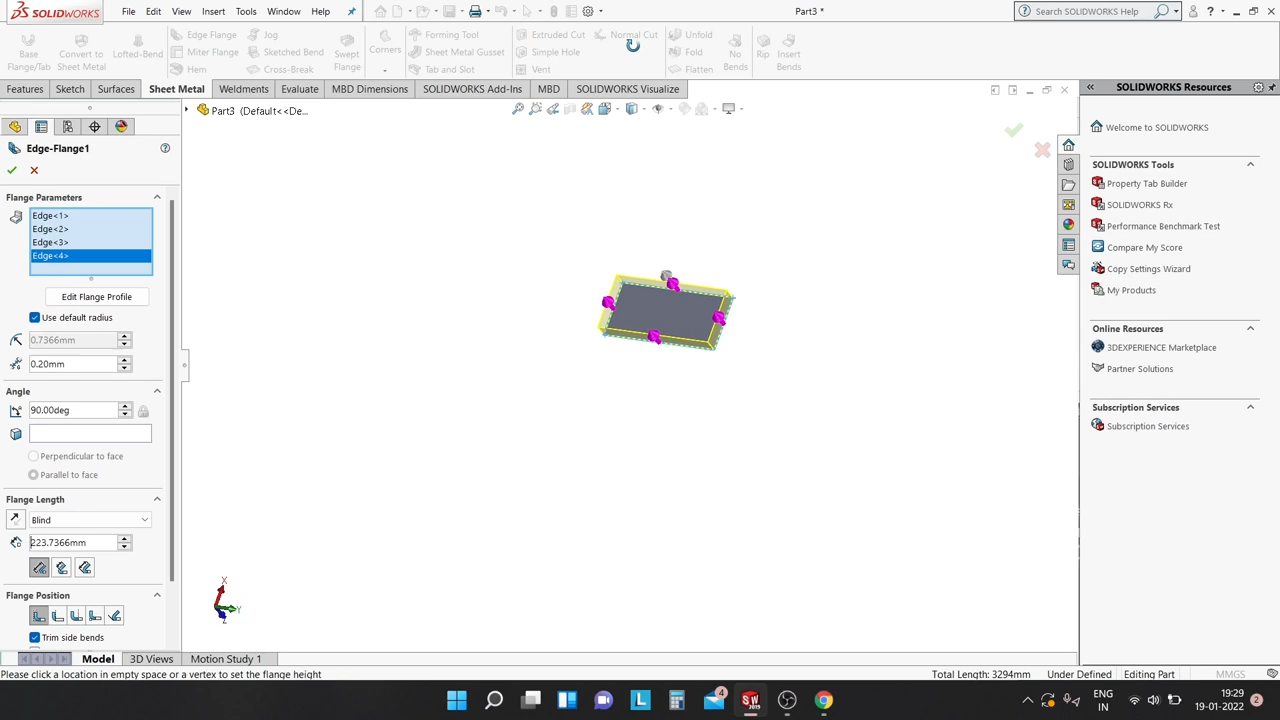 SOLIDWORKS File Edit View Insert Tools Window Help Part3 * Search SOLIDWORKS Help
Base Flange/Tab
Convert to Sheet Metal
Lofted-Bend
Edge Flange
Miter Flange
Hem
Jog
Sketched Bend
Cross-Break
Swept Flange
Corners
Forming Tool
Sheet Metal Gusset
Tab and Slot
Extruded Cut
Simple Hole
Vent
Normal Cut
Unfold
Fold
Flatten
No Bends
Rip
Insert Bends
Features Sketch Surfaces Sheet Metal Weldments Evaluate MBD Dimensions SOLIDWORKS Add-Ins MBD SOLIDWORKS Visualize
SOLIDWORKS Resources
Part3 (Default<<De...
Edge-Flange1
Flange Parameters
Edge<1>
Edge<2>
Edge<3>
Edge<4>
Edit Flange Profile
Use default radius
0.7366mm
0.20mm
Angle
90.00deg
Perpendicular to face
Parallel to face
Flange Length
Blind
223.7366mm
Flange Position
Trim side bends
X
Y
Z
Welcome to SOLIDWORKS
SOLIDWORKS Tools
Property Tab Builder
SOLIDWORKS Rx
Performance Benchmark Test
Compare My Score
Copy Settings Wizard
My Products
Online Resources
3DEXPERIENCE Marketplace
Partner Solutions
Subscription Services
Subscription Services
Model 3D Views Motion Study 1
Please click a location in empty space or a vertex to set the flange height
Total Length: 3294mm Under Defined Editing Part MMGS
4
SW
2019
ENG
IN
19:29
19-01-2022
2